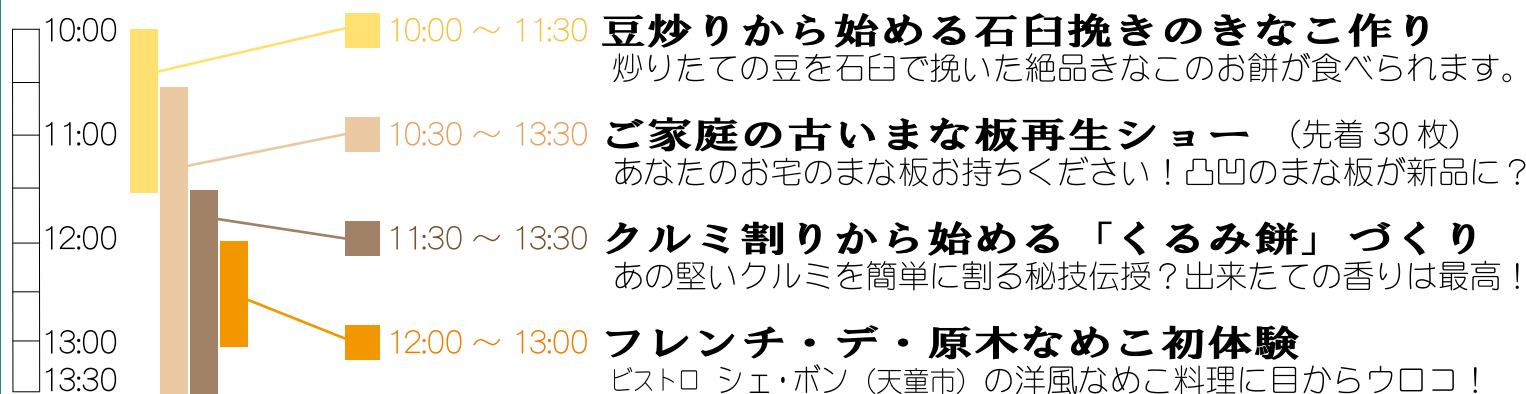 10:00
11:00
12:00
13:00
13:30
10:00 ～ 11:30 豆炒りから始める石臼挽きのきなこ作り
炒りたての豆を石臼で挽いた絶品きなこのお餅が食べられます。
10:30 ～ 13:30 ご家庭の古いまな板再生ショー （先着 30 枚）
あなたのお宅のまな板お持ちください！凸凹のまな板が新品に？
11:30 ～ 13:30 クルミ割りから始める「くるみ餅」づくり
あの堅いクルミを簡単に割る秘技伝授？出来たての香りは最高！
12:00 ～ 13:00 フレンチ・デ・原木なめこ初体験
ビストロ シェ・ボン（天童市）の洋風なめこ料理に目からウロコ！